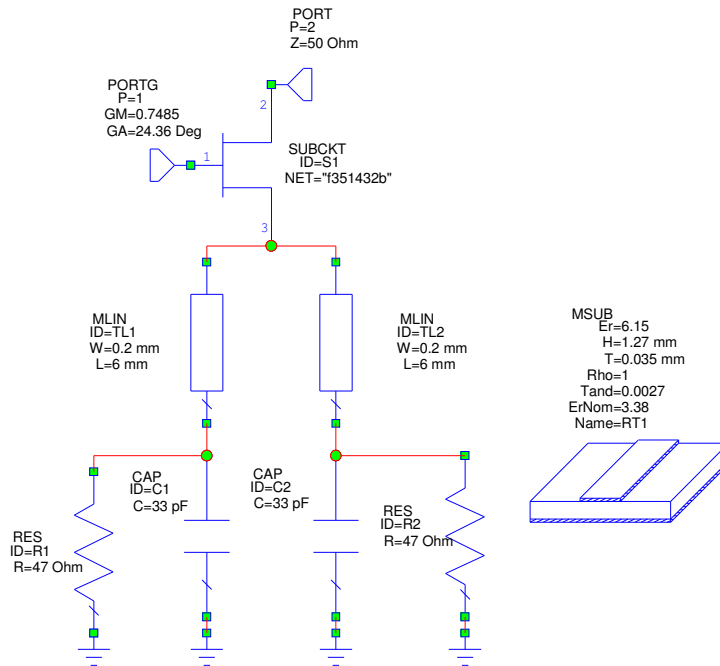 PORT
P=2
Z=50 Ohm
PORTG
P=1
GM=0.7485
GA=24.36 Deg
2
1
SUBCKT
ID=S1
NET="f351432b"
3
MLIN
ID=TL1
W=0.2 mm
L=6 mm
MLIN
ID=TL2
W=0.2 mm
L=6 mm
MSUB
Er=6.15
H=1.27 mm
T=0.035 mm
Rho=1
Tand=0.0027
ErNom=3.38
Name=RT1
CAP
ID=C1
C=33 pF
CAP
ID=C2
C=33 pF
RES
ID=R1
R=47 Ohm
RES
ID=R2
R=47 Ohm